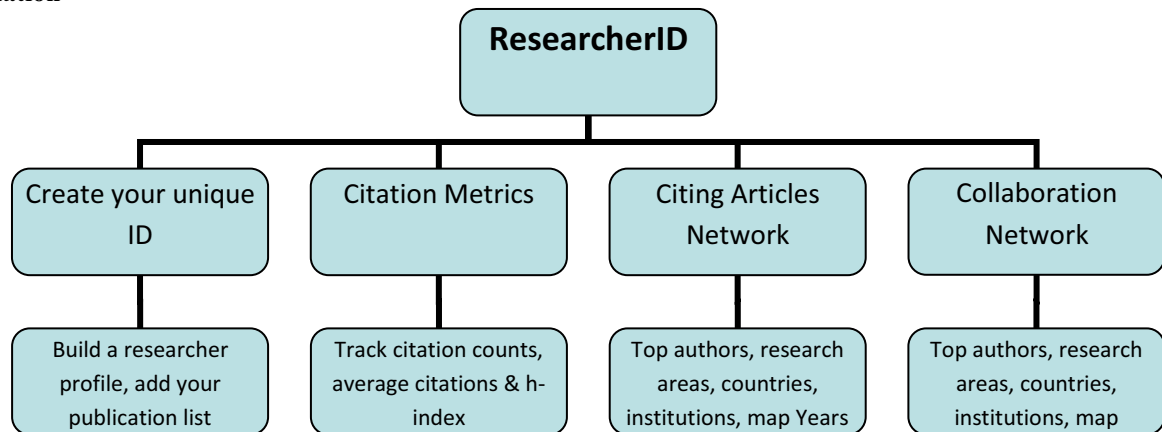 ResearcherID
Create your unique
ID
Citation Metrics
Citing Articles
Network
Collaboration
Network
Build a researcher
profile, add your
publication list
Track citation counts,
average citations & h-
index
Top authors, research
areas, countries,
institutions, map Years
Top authors, research
areas, countries,
institutions, map